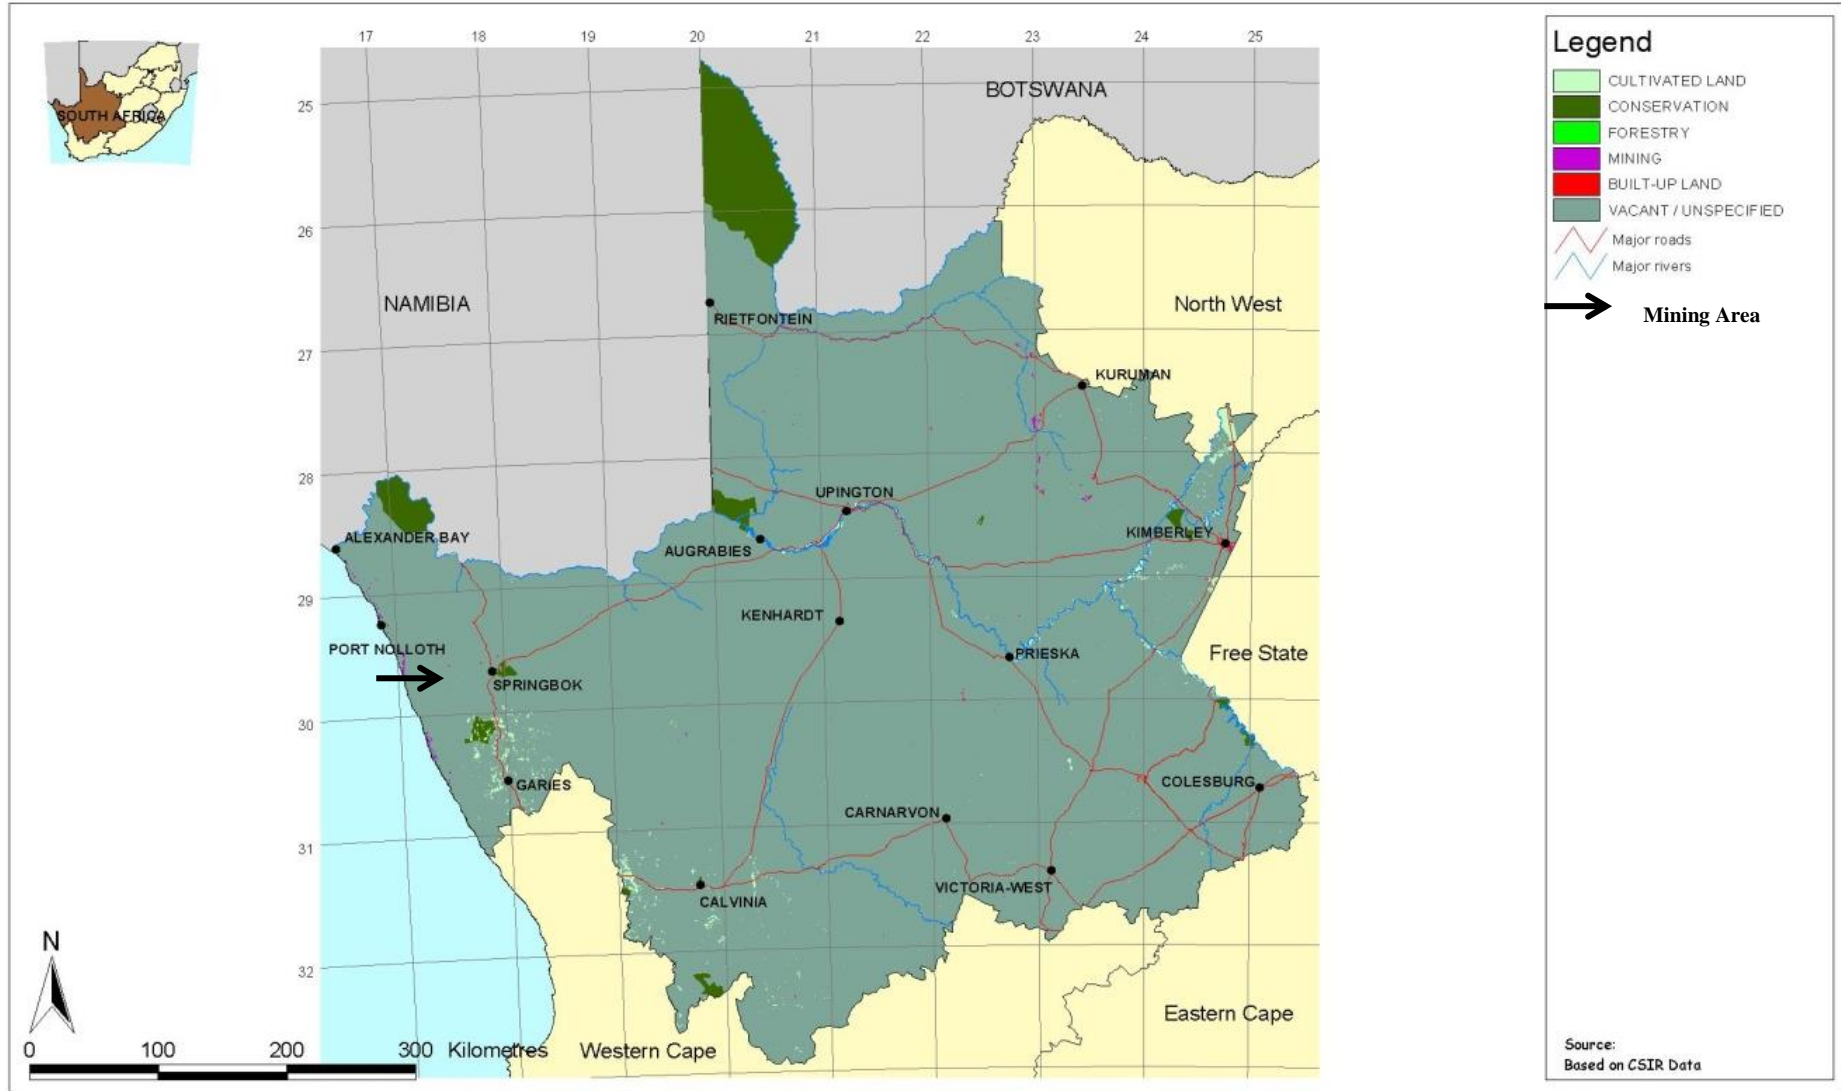 17 18 19 20 21 22 23 24 25
Legend
CULTIVATED LAND
CONSERVATION
FORESTRY
MINING
BUILT-UP LAND
VACANT / UNSPECIFIED
Major roads
Major rivers
Mining Area
SOUTH AFRICA
BOTSWANA
25
26
NAMIBIA
North West
RIETFONTEIN
27
KURUMAN
28
UPINGTON
ALEXANDER BAY
KIMBERLEY
AUGRABIES
29
KENHARDT
PORT NOLLOTH
PRIESKA
Free State
SPRINGBOK
30
GARIES
COLESBURG
CARNARVON
31
VICTORIA-WEST
CALVINIA
N
32
Eastern Cape
0 100 200 300 Kilometres
Western Cape
Source:
Based on CSIR Data